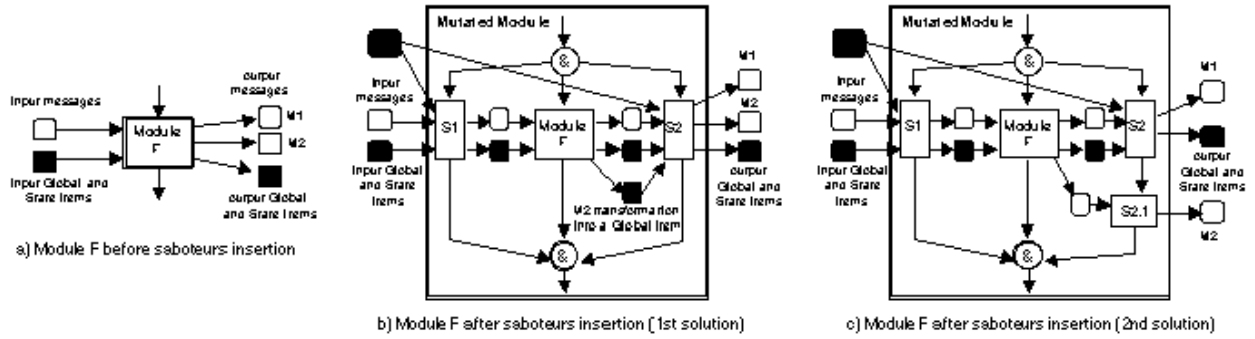 Input messages
output
messages
M1
M2
Module
F
Input Global and
State Items
output Global
and State Items
a) Module F before saboteurs insertion
Mutated Module
&
Input
messages
S1
Module
F
S2
M1
M2
Input Global
and State
Items
M2 transformation
into a Global Item
output
Global and
State Items
&
b) Module F after saboteurs insertion (1st solution)
Mutated Module
&
Input
messages
S1
Module
F
S2
M1
output
Global and
State Items
Input Global
and State
Items
S2.1
M2
&
c) Module F after saboteurs insertion (2nd solution)